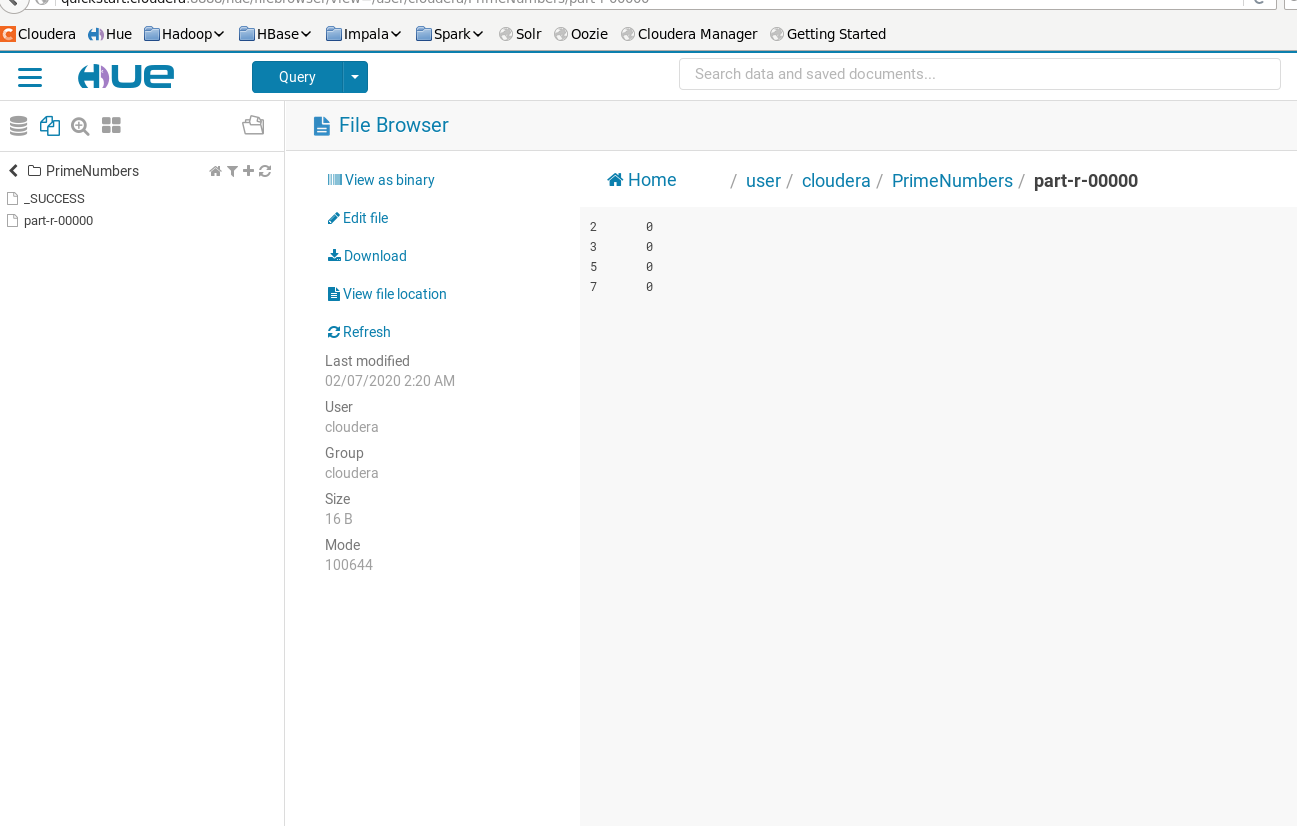 quickstart.cloudera:8888/hue/filebrowser/view=/user/cloudera/PrimeNumbers/part-r-00000
Cloudera Hue Hadoop HBase Impala Spark Solr Oozie Cloudera Manager Getting Started
HUE Query Search data and saved documents...
File Browser
PrimeNumbers
_SUCCESS
part-r-00000
View as binary
Edit file
Download
View file location
Refresh
Last modified
02/07/2020 2:20 AM
User
cloudera
Group
cloudera
Size
16 B
Mode
100644
Home / user / cloudera / PrimeNumbers / part-r-00000
2 0
3 0
5 0
7 0